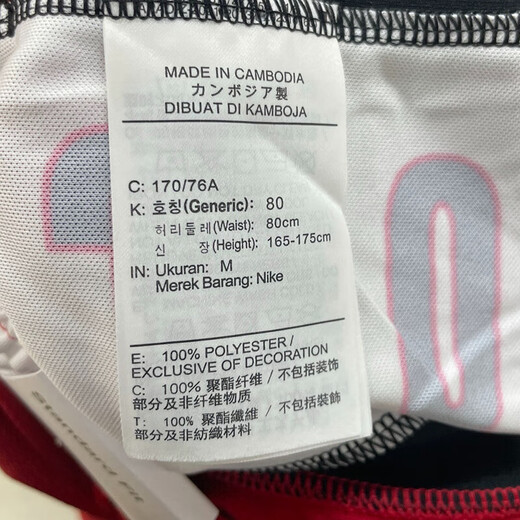 MADE IN CAMBODIA
カンボジア製
DIBUAT DI KAMBOJA
C: 170/76A
K: 호칭(Generic): 80
허리둘레(Waist): 80cm
신 장(Height): 165-175cm
IN: Ukuran: M
Merek Barang: Nike
E: 100% POLYESTER/
EXCLUSIVE OF DECORATION
C: 100% 聚酯纤维 / 不包括装饰
部分及非纤维物质
T: 100% 聚酯纖維 / 不包括裝飾
部分及非紡織材料
Standard Fit